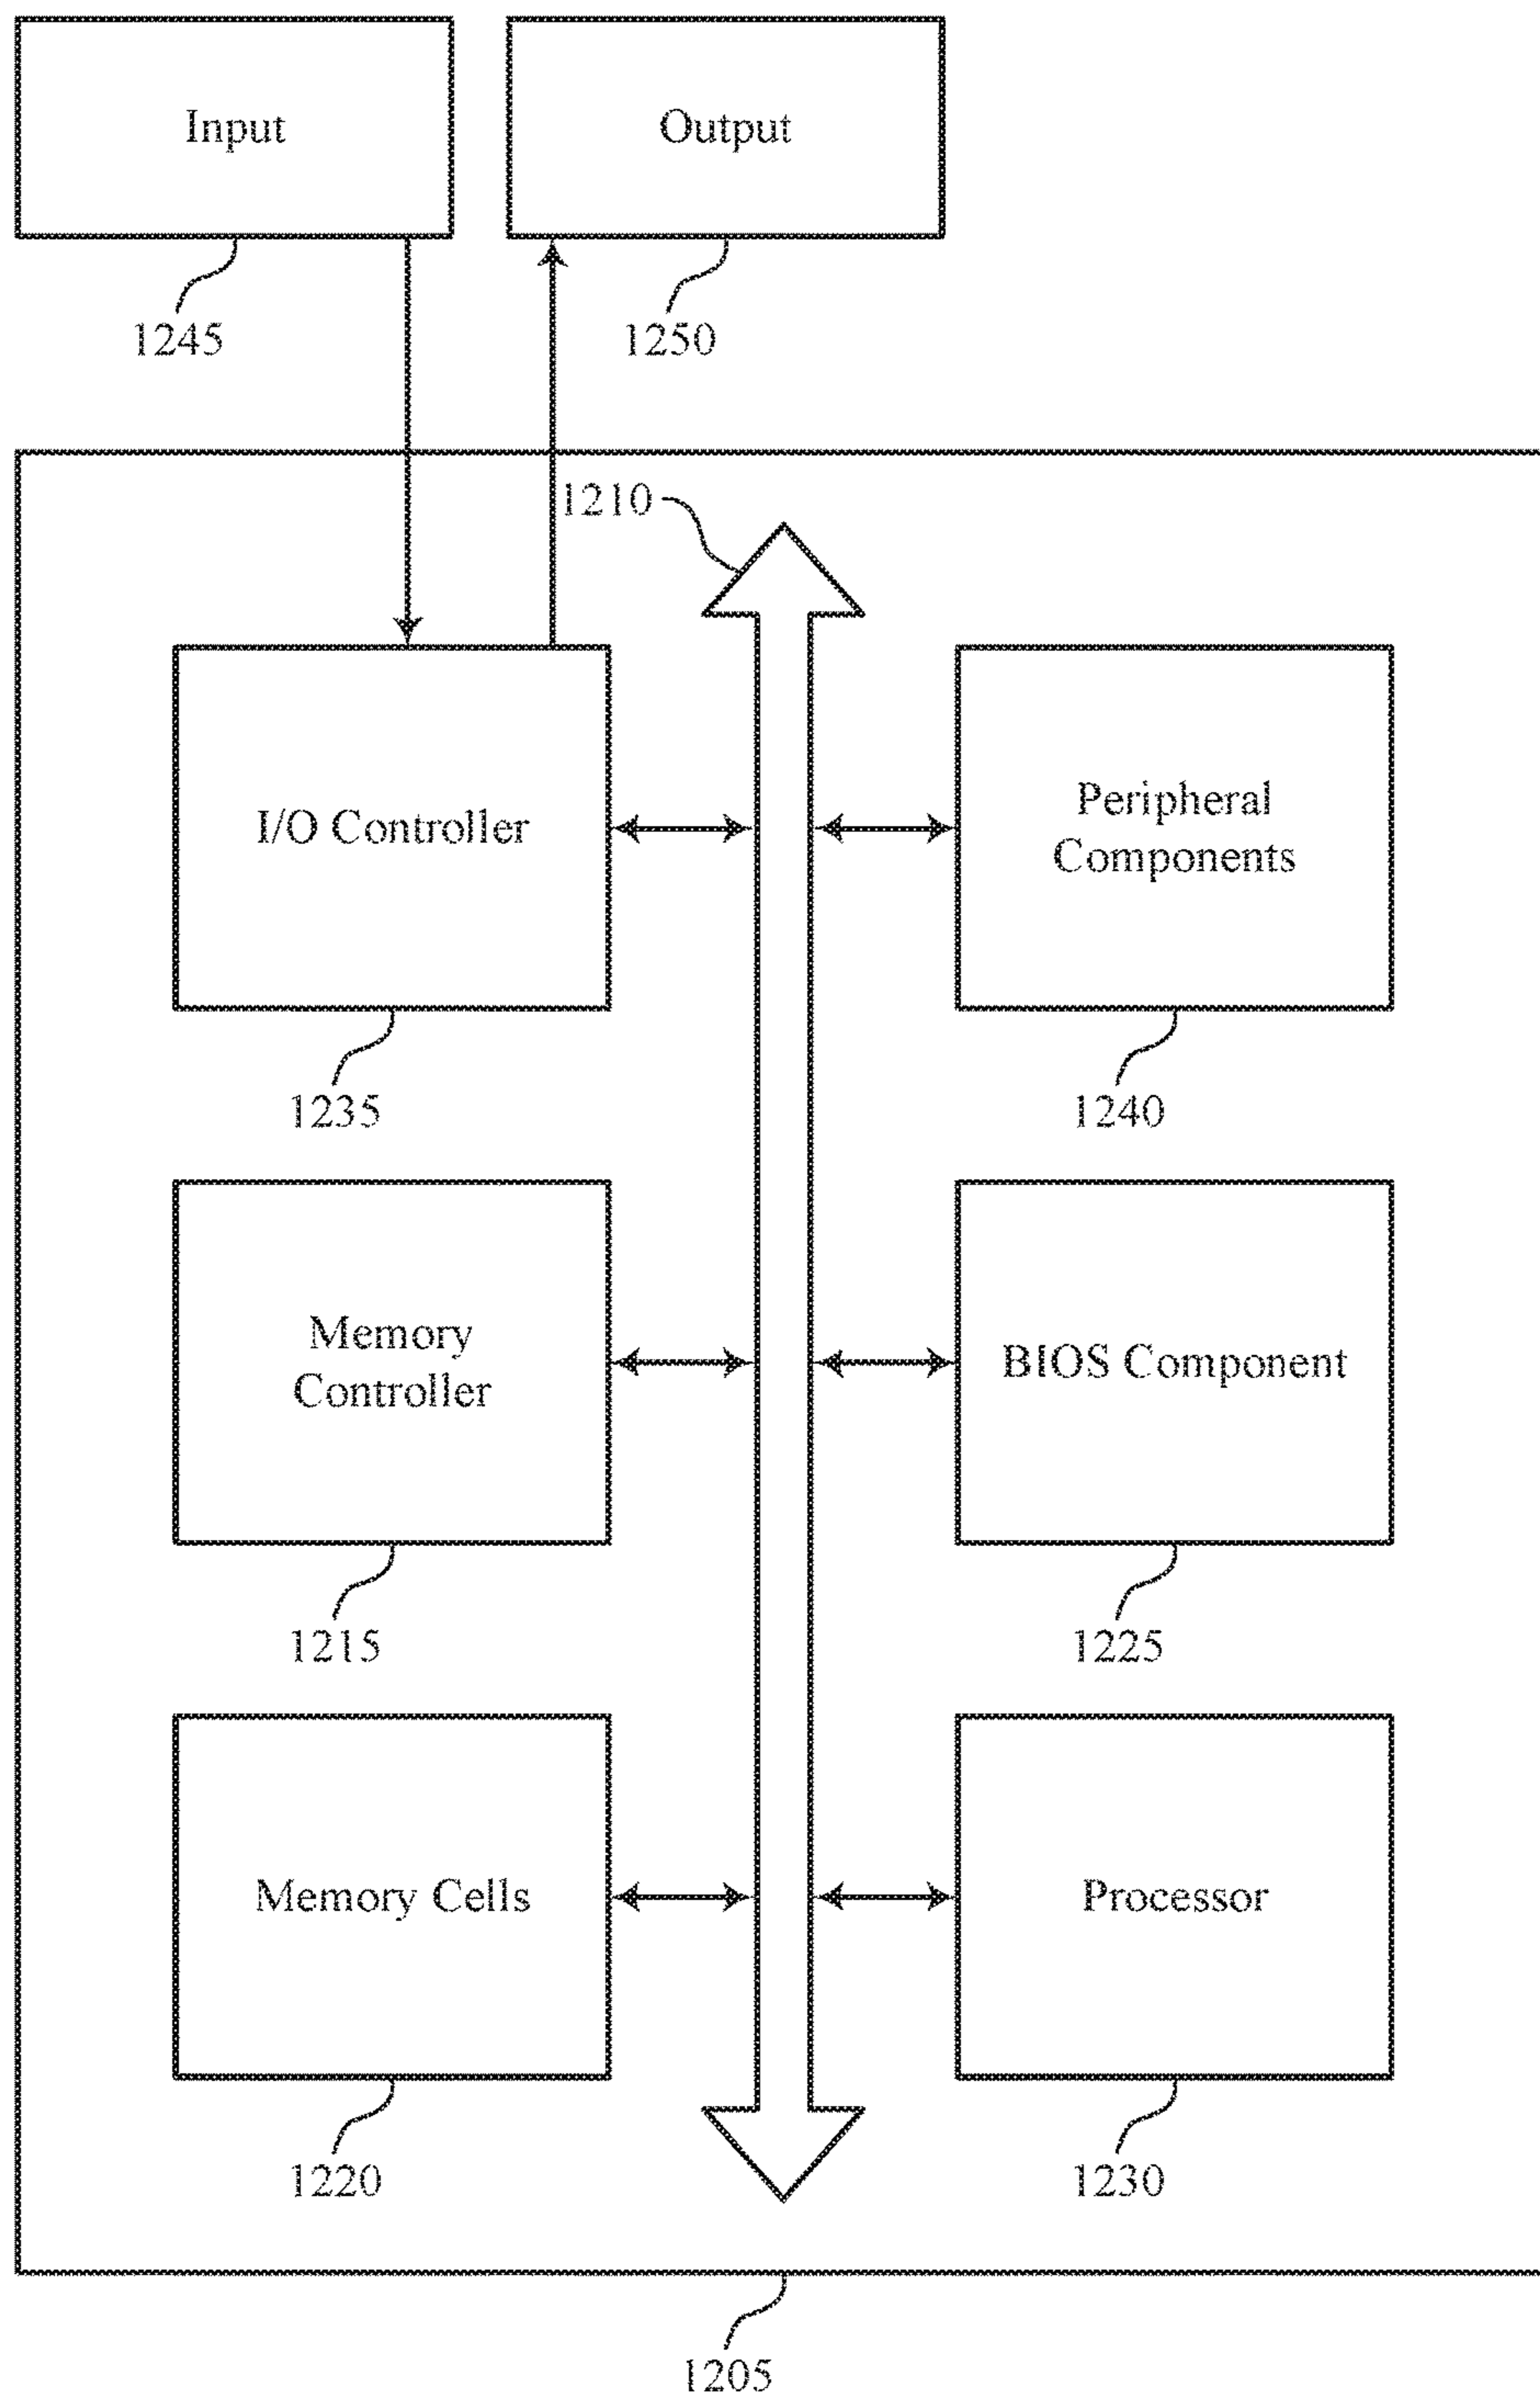 Input
Output
1245
1250
1210
I/O Controller
Peripheral
Components
1235
1240
Memory
Controller
BIOS Component
1215
1225
Memory Cells
Processor
1220
1230
1205